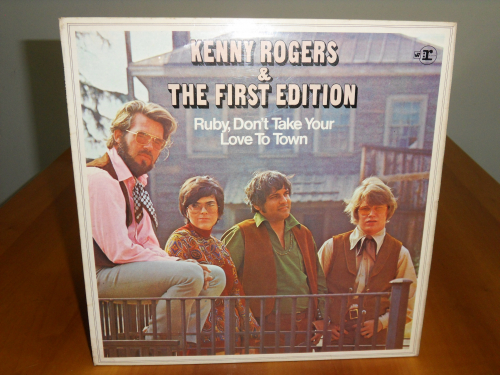 KENNY ROGERS
&
THE FIRST EDITION
Ruby, Don't Take Your
Love To Town